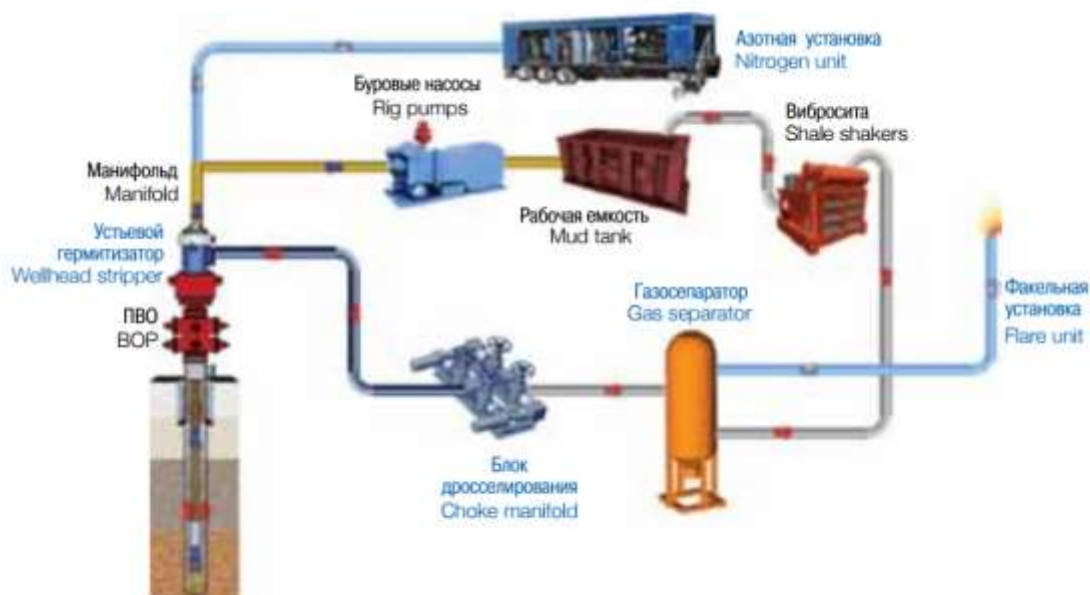 Азотная установка
Nitrogen unit
Буровые насосы
Rig pumps
Вибросита
Shale shakers
Манифольд
Manifold
Рабочая емкость
Mud tank
Устьевой
гермитизатор
Wellhead stripper
Газосепаратор
Gas separator
Факельная
установка
Flare unit
ПВО
BOP
Блок
дросселирования
Choke manifold